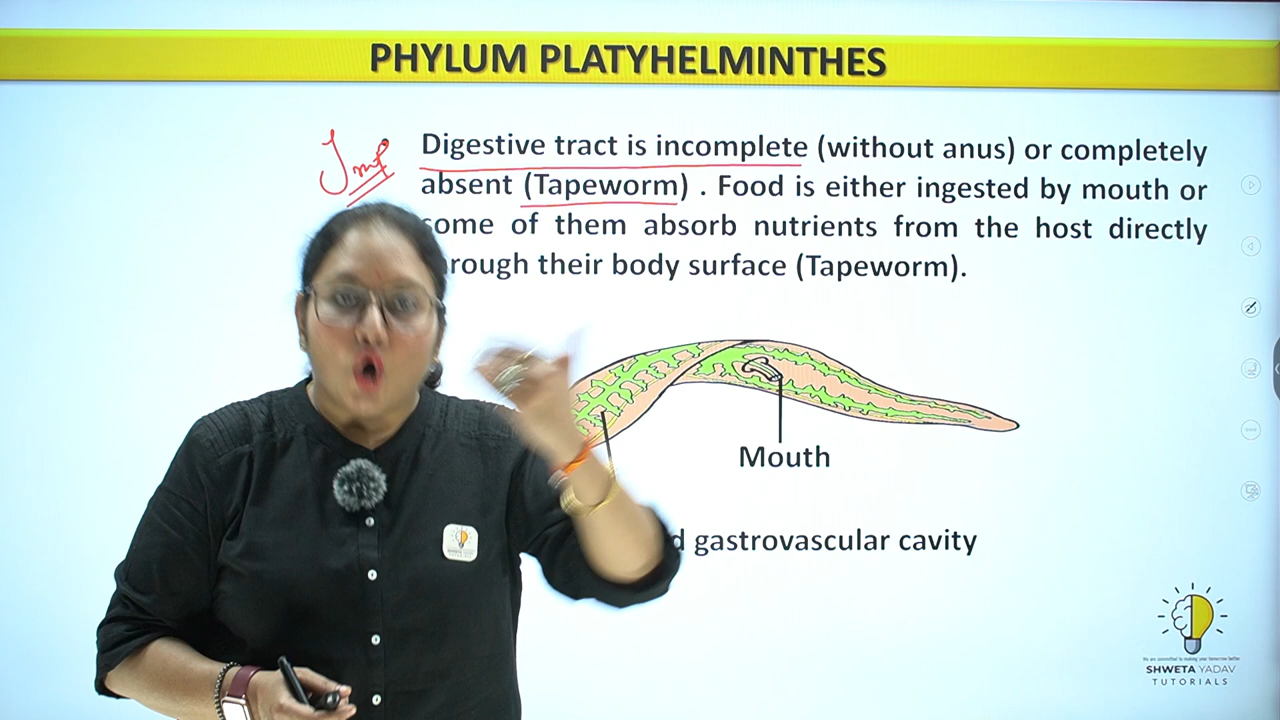 PHYLUM PLATYHELMINTHES
Imp
Digestive tract is incomplete (without anus) or completely
absent (Tapeworm) . Food is either ingested by mouth or
some of them absorb nutrients from the host directly
through their body surface (Tapeworm).
Mouth
gastrovascular cavity
SHWETA YADAV
TUTORIALS